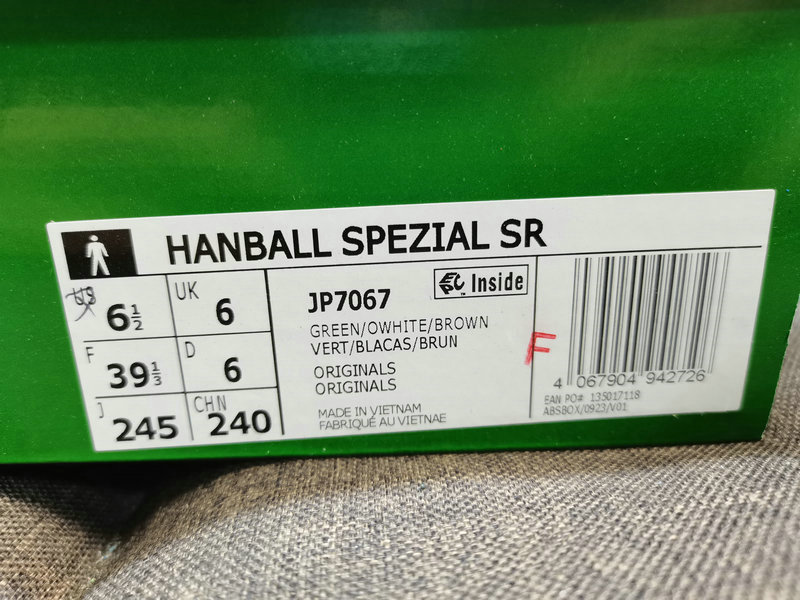 HANBALL SPEZIAL SR
US 6½
UK 6
F 39⅓
D 6
J 245
CHN 240
JP7067
EPC Inside
™
GREEN/OWHITE/BROWN
VERT/BLACAS/BRUN
ORIGINALS
ORIGINALS
MADE IN VIETNAM
FABRIQUÉ AU VIETNAE
F
4 067904 942726
EAN PO# 135017118
ABSBOX/0923/V01